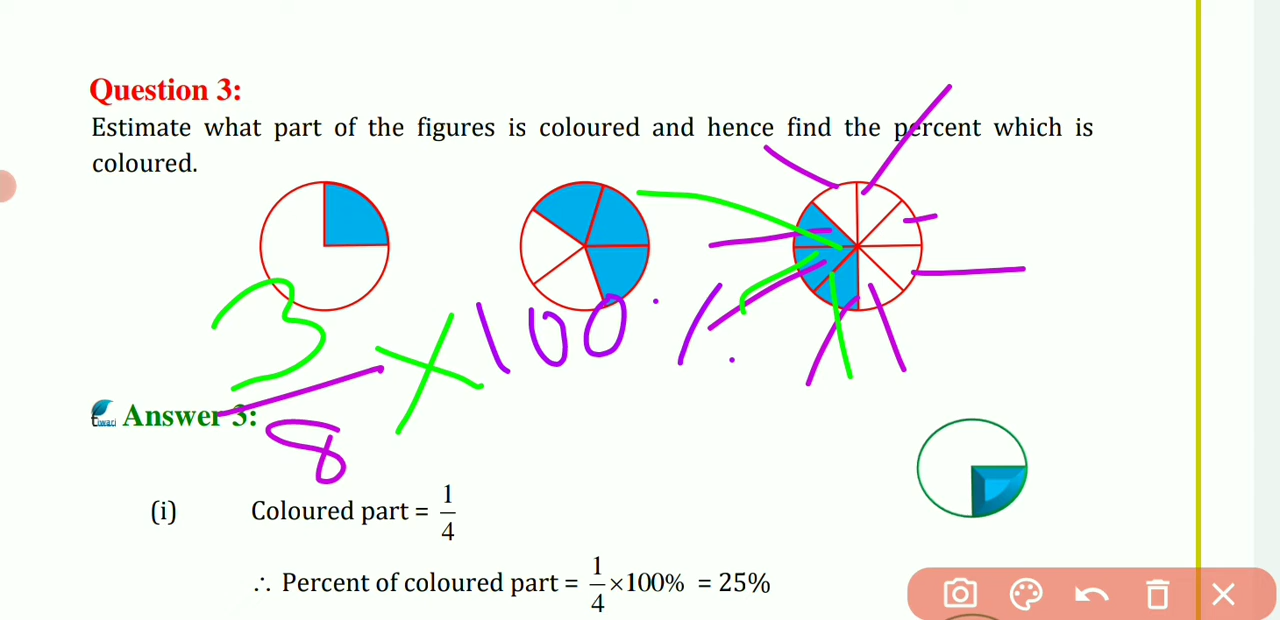 Question 3:
Estimate what part of the figures is coloured and hence find the percent which is
coloured.
3/8 × 100 %
Answer 3:
(i) Coloured part = 1/4
∴ Percent of coloured part = 1/4 ×100% = 25%